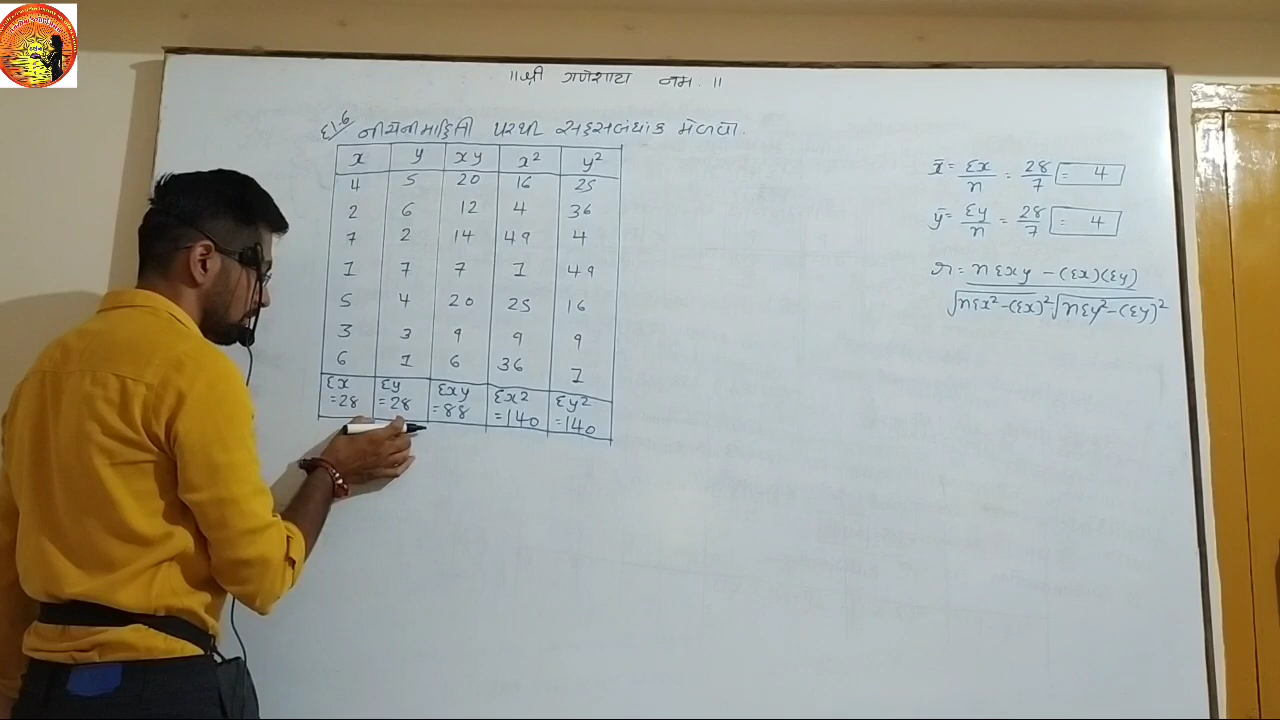 ॥ શ્રી ગણેશાય નમઃ ॥
દા.6 નીચેની માહિતી પરથી સહસંબંધાંક મેળવો.
x y xy x² y²
4 5 20 16 25
2 6 12 4 36
7 2 14 49 4
1 7 7 1 49
5 4 20 25 16
3 3 9 9 9
6 1 6 36 1
Σx =28 Σy =28 Σxy =88 Σx2 =140 Σy2 =140
x̄ = Σx/n = 28/7 = 4
ȳ = Σy/n = 28/7 = 4
r = nΣxy - (Σx)(Σy)
√nΣx² - (Σx)² √nΣy² - (Σy)²